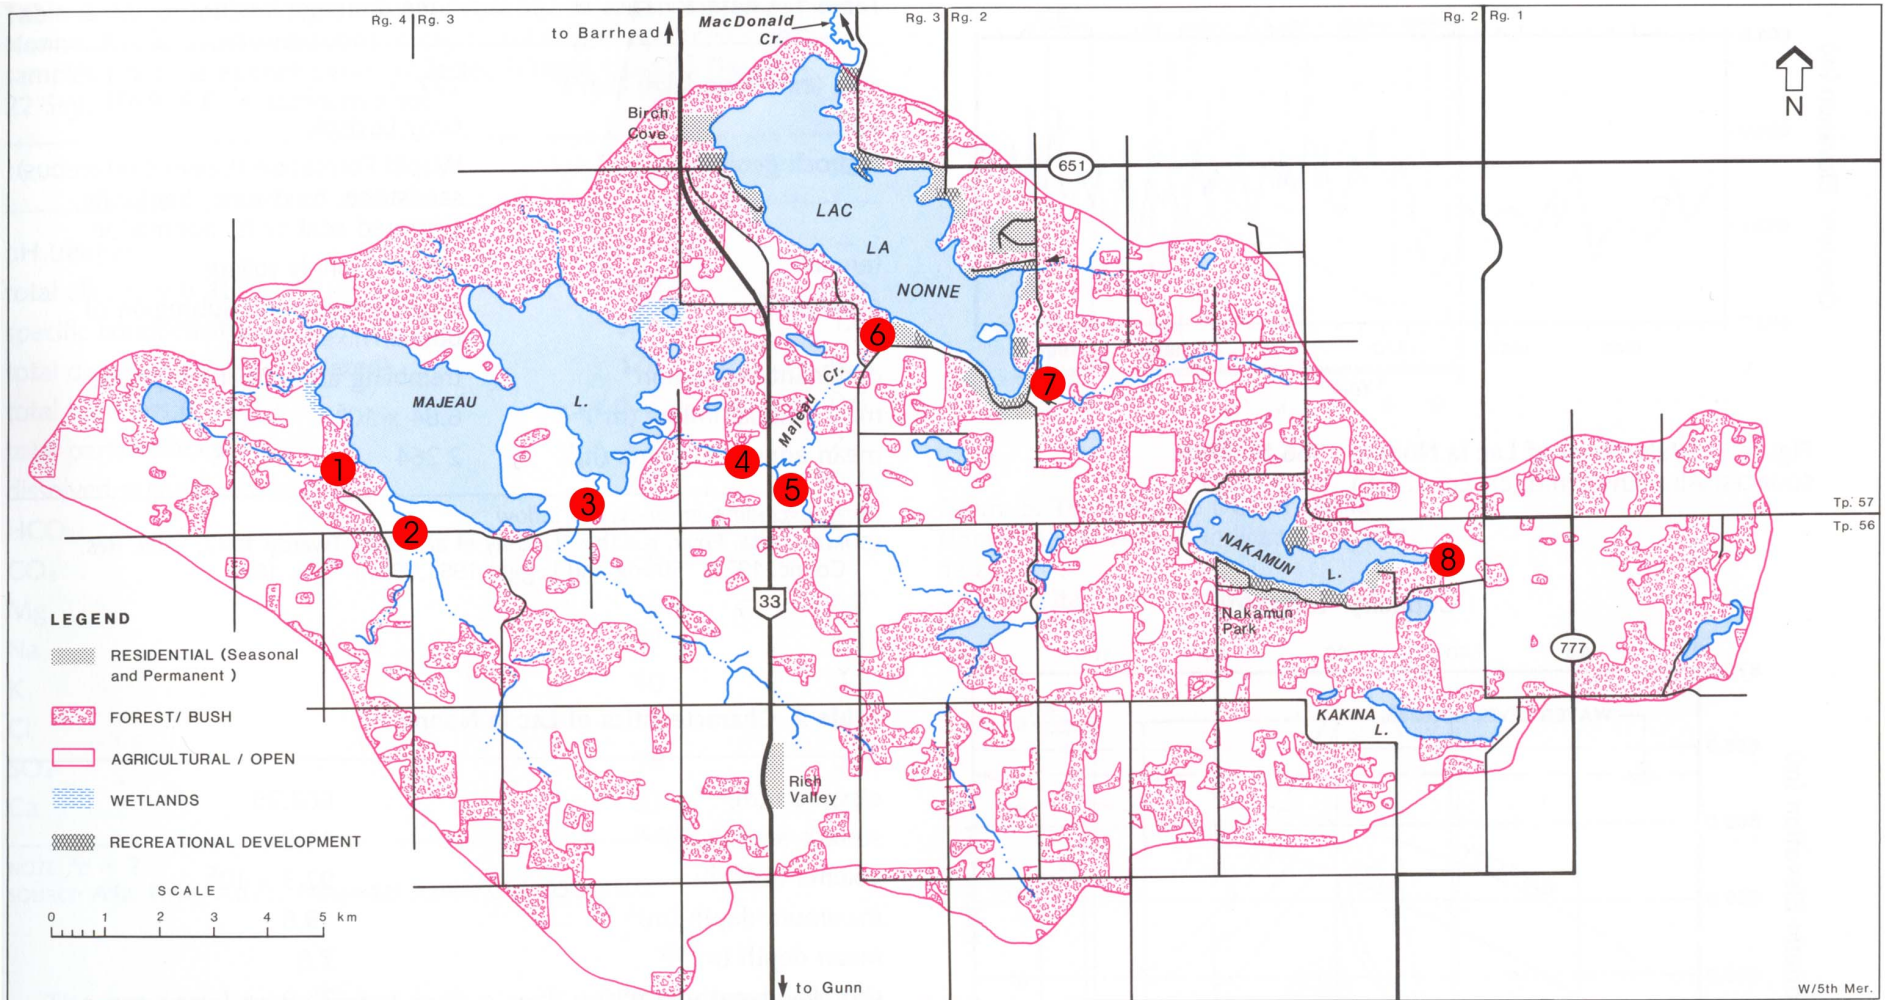 Rg. 4 Rg. 3
to Barrhead
MacDonald
Cr.
Rg. 3 Rg. 2
Rg. 2 Rg. 1
N
Birch
Cove
651
LAC
LA
NONNE
6
7
MAJEAU L.
Majeau Cr.
1
2
3
4
5
8
Tp. 57
Tp. 56
NAKAMUN
L.
Nakamun
Park
33
777
KAKINA
L.
Rich
Valley
LEGEND
RESIDENTIAL (Seasonal
and Permanent )
FOREST/ BUSH
AGRICULTURAL / OPEN
WETLANDS
RECREATIONAL DEVELOPMENT
SCALE
0 1 2 3 4 5 km
to Gunn
W/5th Mer.